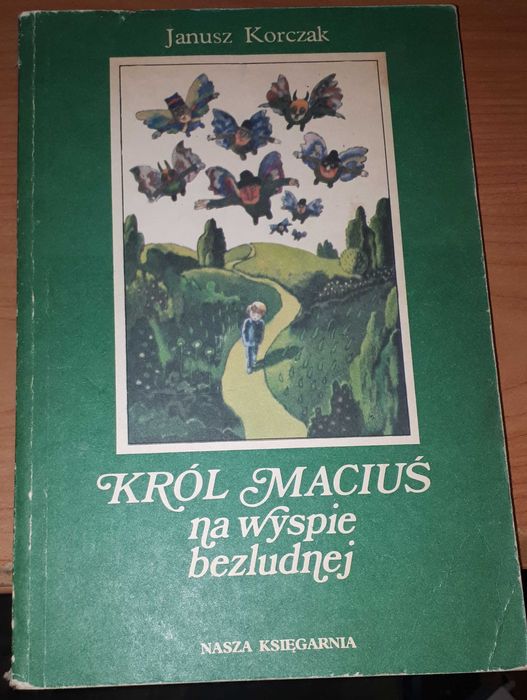 Janusz Korczak
KRÓL MACIUŚ
na wyspie
bezludnej
NASZA KSIĘGARNIA